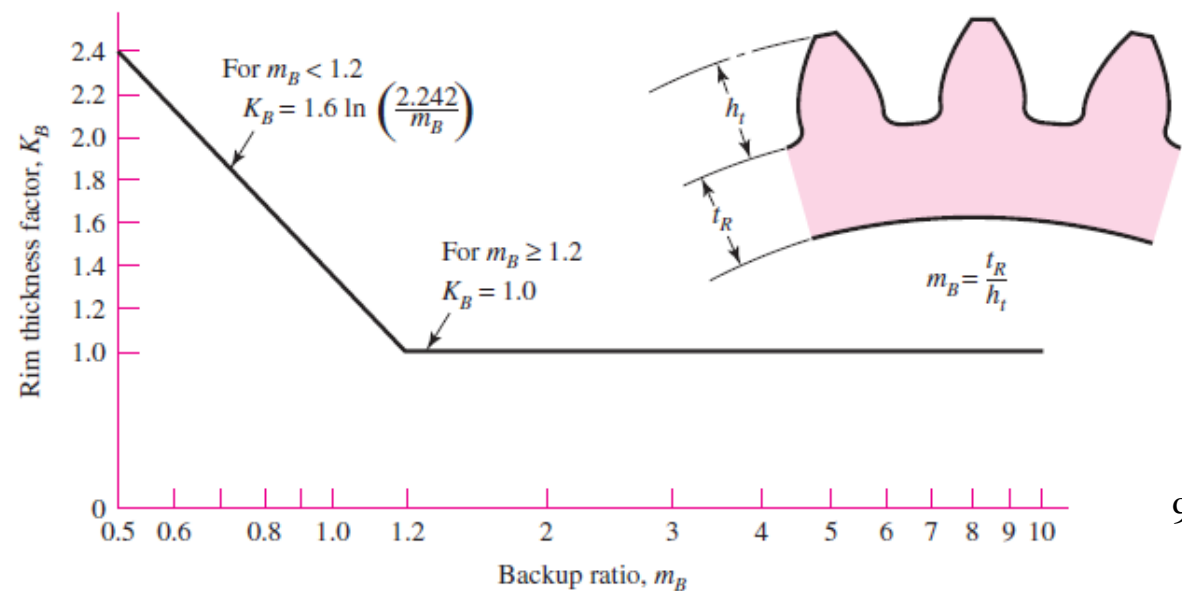 Rim thickness factor, K_B
2.4
2.2
2.0
1.8
1.6
1.4
1.2
1.0
0
For m_B < 1.2
K_B = 1.6 ln (2.242/m_B)
For m_B ≥ 1.2
K_B = 1.0
h_t
t_R
m_B = t_R/h_t
0.5 0.6 0.8 1.0 1.2 2 3 4 5 6 7 8 9 10
Backup ratio, m_B
9